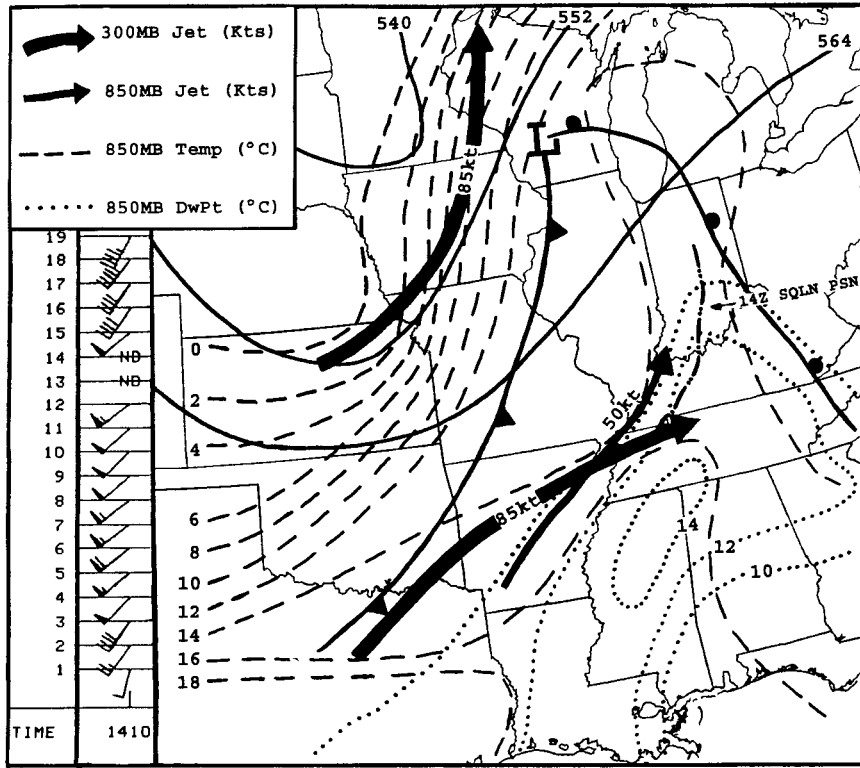 300MB Jet (Kts)
850MB Jet (Kts)
850MB Temp (°C)
850MB DwPt (°C)
540
552
564
85kt
L
14Z SQLN PSN
50kt
85kt
0
2
4
6
8
10
12
14
16
18
14
12
10
19
18
17
16
15
14 ND
13 ND
12
11
10
9
8
7
6
5
4
3
2
1
TIME 1410